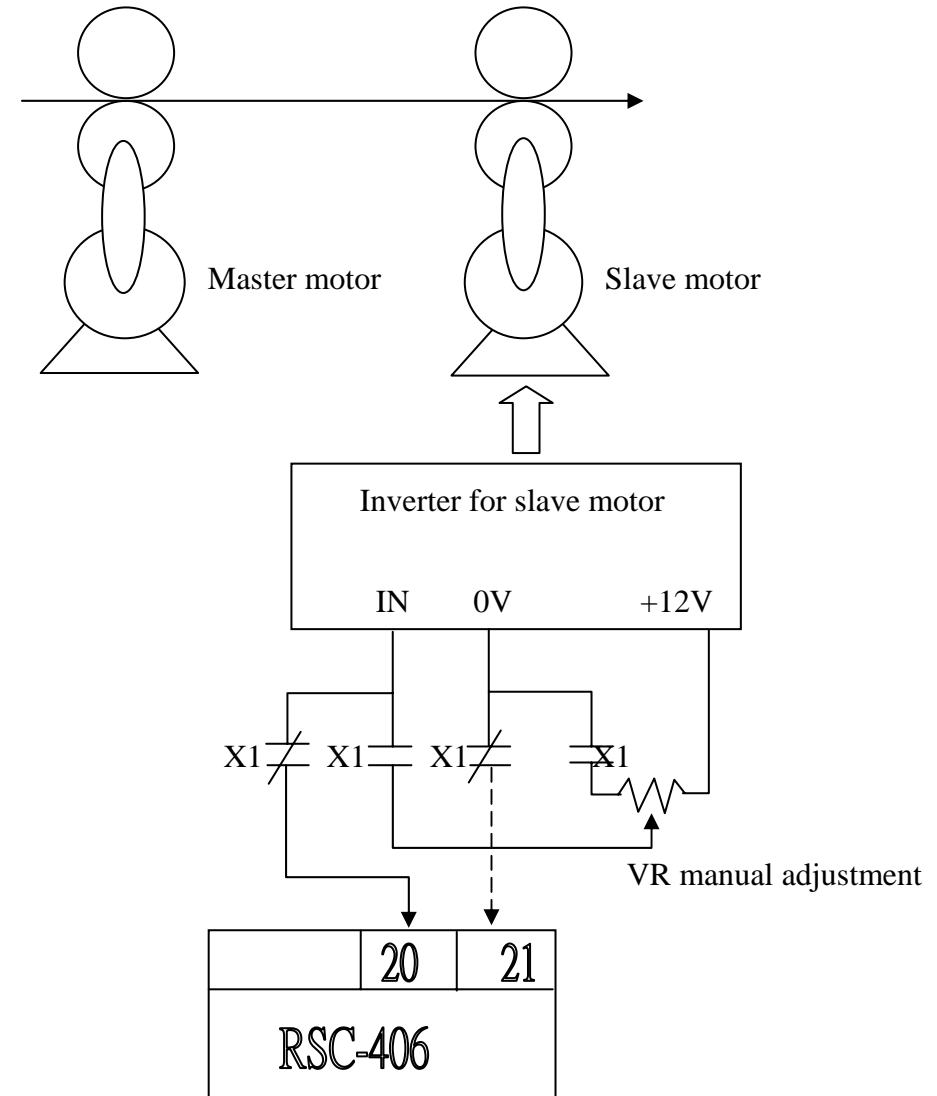 Master motor
Slave motor
Inverter for slave motor
IN 0V +12V
X1 X1 X1 X1
VR manual adjustment
20 21
RSC-406